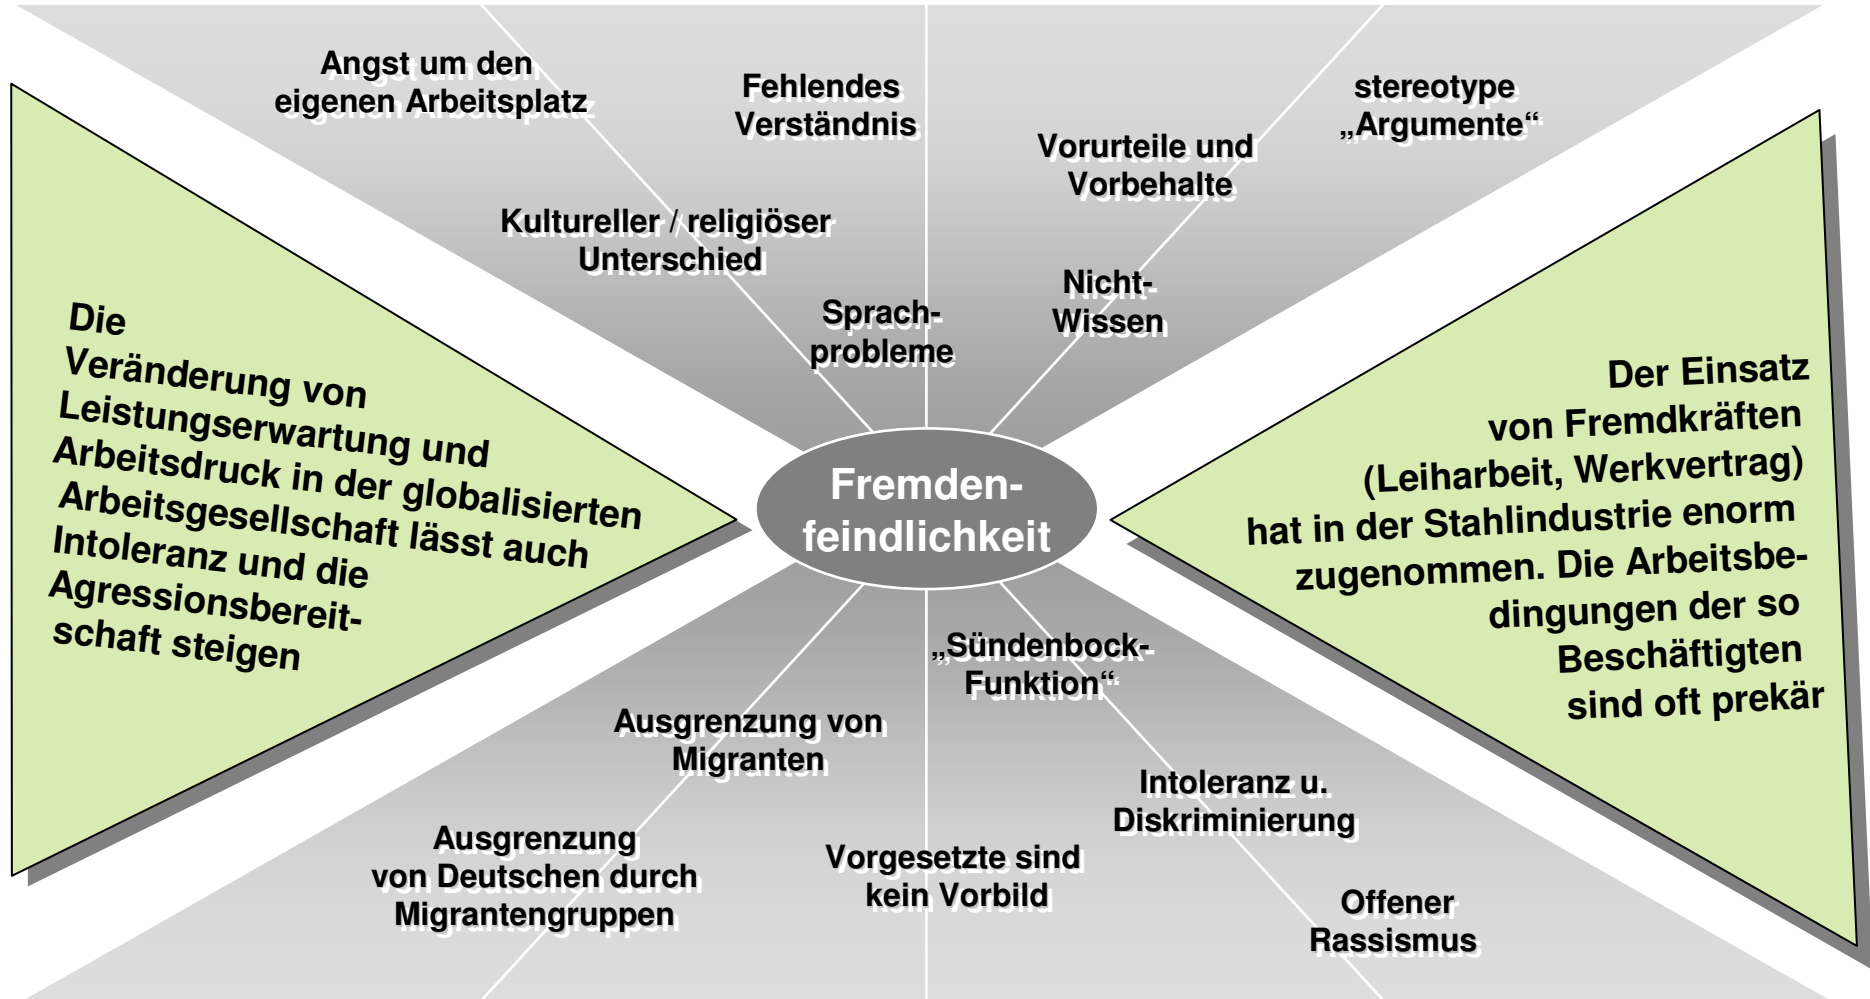 Angst um den
eigenen Arbeitsplatz
Fehlendes
Verständnis
stereotype
„Argumente“
Vorurteile und
Vorbehalte
Kultureller / religiöser
Unterschied
Nicht-
Wissen
Sprach-
probleme
Die
Veränderung von
Leistungserwartung und
Arbeitsdruck in der globalisierten
Arbeitsgesellschaft lässt auch
Intoleranz und die
Agressionsbereit-
schaft steigen
Fremden-
feindlichkeit
Der Einsatz
von Fremdkräften
(Leiharbeit, Werkvertrag)
hat in der Stahlindustrie enorm
zugenommen. Die Arbeitsbe-
dingungen der so
Beschäftigten
sind oft prekär
„Sündenbock-
Funktion“
Ausgrenzung von
Migranten
Intoleranz u.
Diskriminierung
Ausgrenzung
von Deutschen durch
Migrantengruppen
Vorgesetzte sind
kein Vorbild
Offener
Rassismus